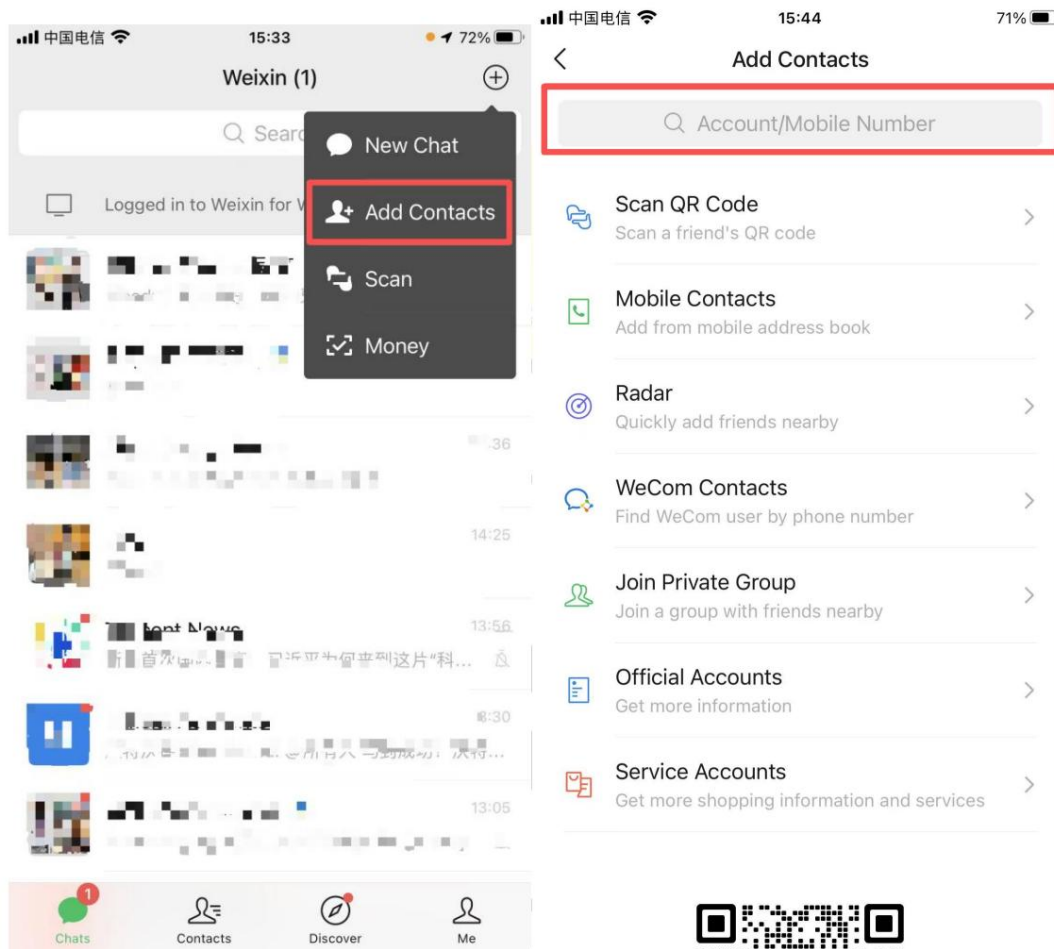 中国电信
15:33
72%
Weixin (1)
Logged in to Weixin for
New Chat
Add Contacts
Scan
Money
14:25
13:56
13:05
1
Chats
Contacts
Discover
Me
中国电信
15:44
71%
Add Contacts
Account/Mobile Number
Scan QR Code
Scan a friend's QR code
Mobile Contacts
Add from mobile address book
Radar
Quickly add friends nearby
WeCom Contacts
Find WeCom user by phone number
Join Private Group
Join a group with friends nearby
Official Accounts
Get more information
Service Accounts
Get more shopping information and services